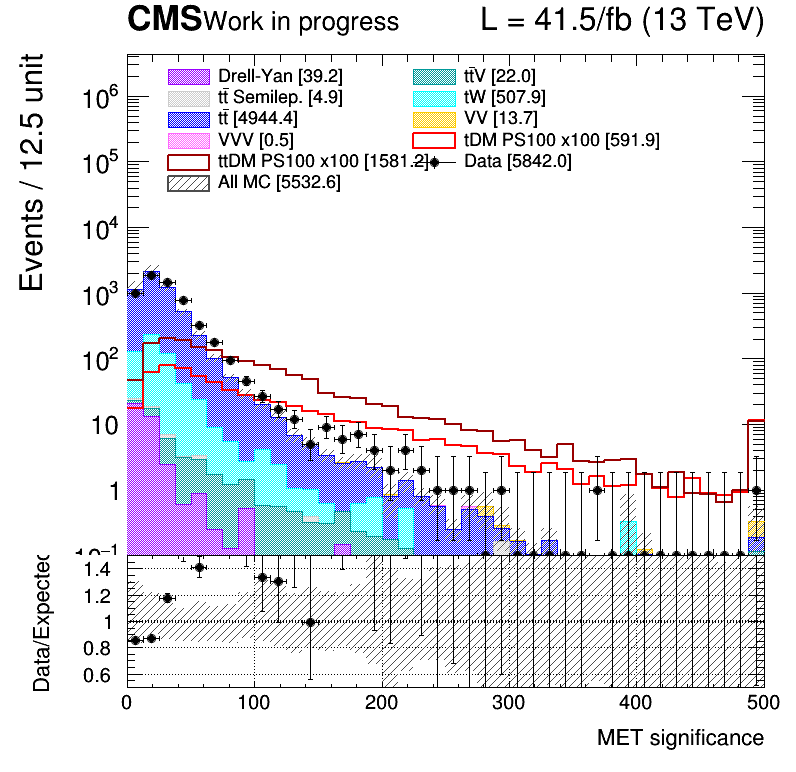 CMS Work in progress L = 41.5/fb (13 TeV)
Events / 12.5 unit
Drell-Yan [39.2] tt̄V [22.0]
tt̄ Semilep. [4.9] tW [507.9]
tt̄ [4944.4] VV [13.7]
VVV [0.5] tDM PS100 x100 [591.9]
ttDM PS100 x100 [1581.2] Data [5842.0]
All MC [5532.6]
10⁶
10⁵
10⁴
10³
10²
10
1
10⁻¹
Data/Expected
1.4
1.2
1
0.8
0.6
0 100 200 300 400 500
MET significance